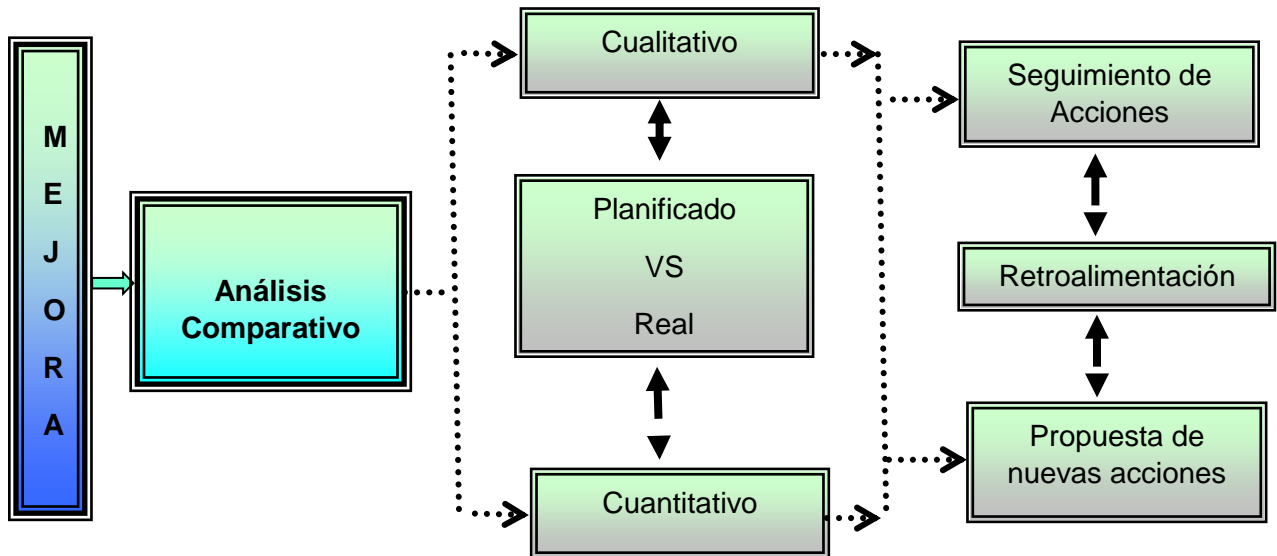 M
E
J
O
R
A
Análisis
Comparativo
Cualitativo
Planificado
VS
Real
Cuantitativo
Seguimiento de
Acciones
Retroalimentación
Propuesta de
nuevas acciones